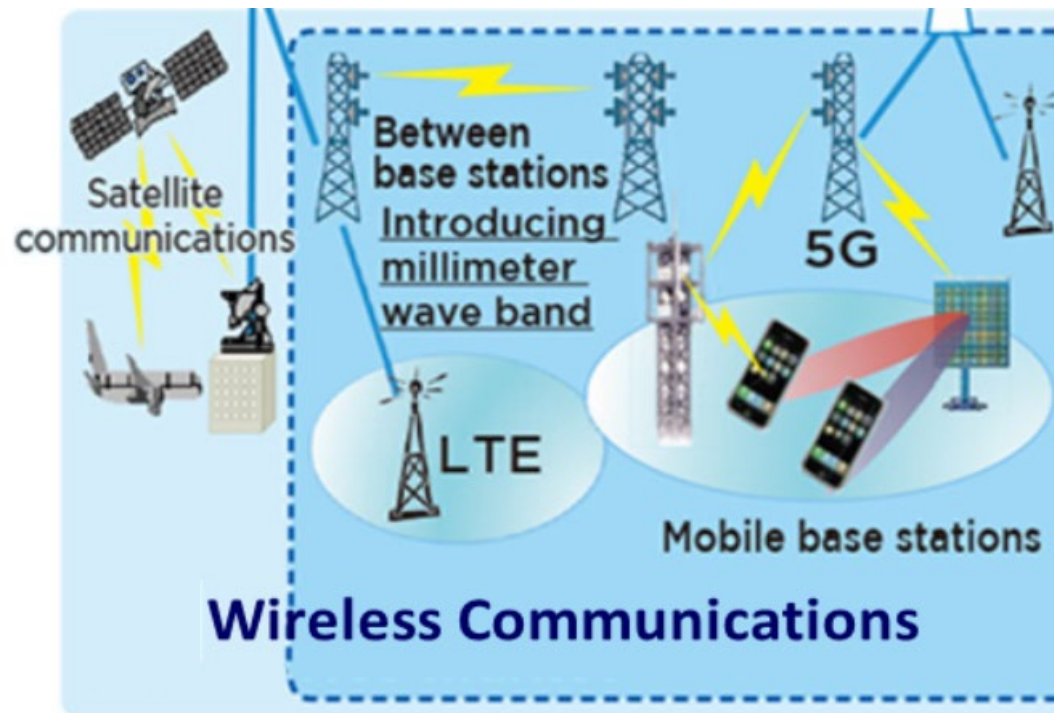 Satellite
communications
Between
base stations
Introducing
millimeter
wave band
5G
LTE
Mobile base stations
Wireless Communications